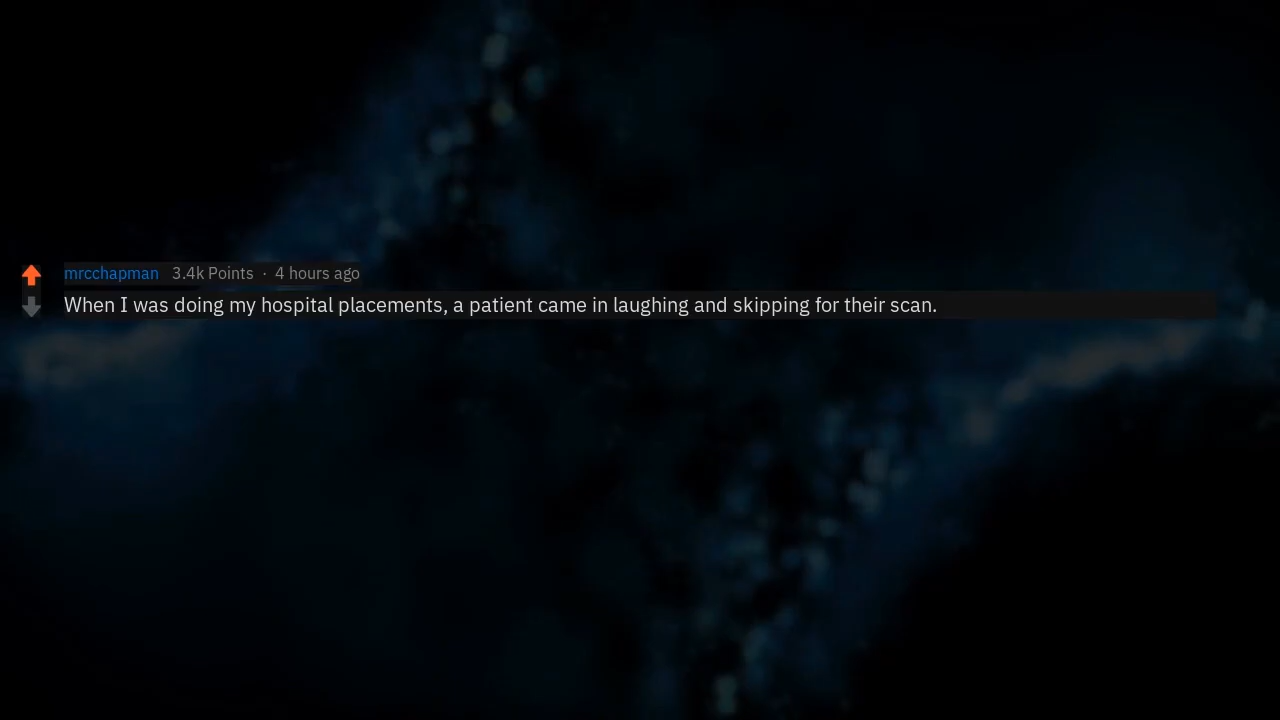 mrcchapman 3.4k Points · 4 hours ago
When I was doing my hospital placements, a patient came in laughing and skipping for their scan.